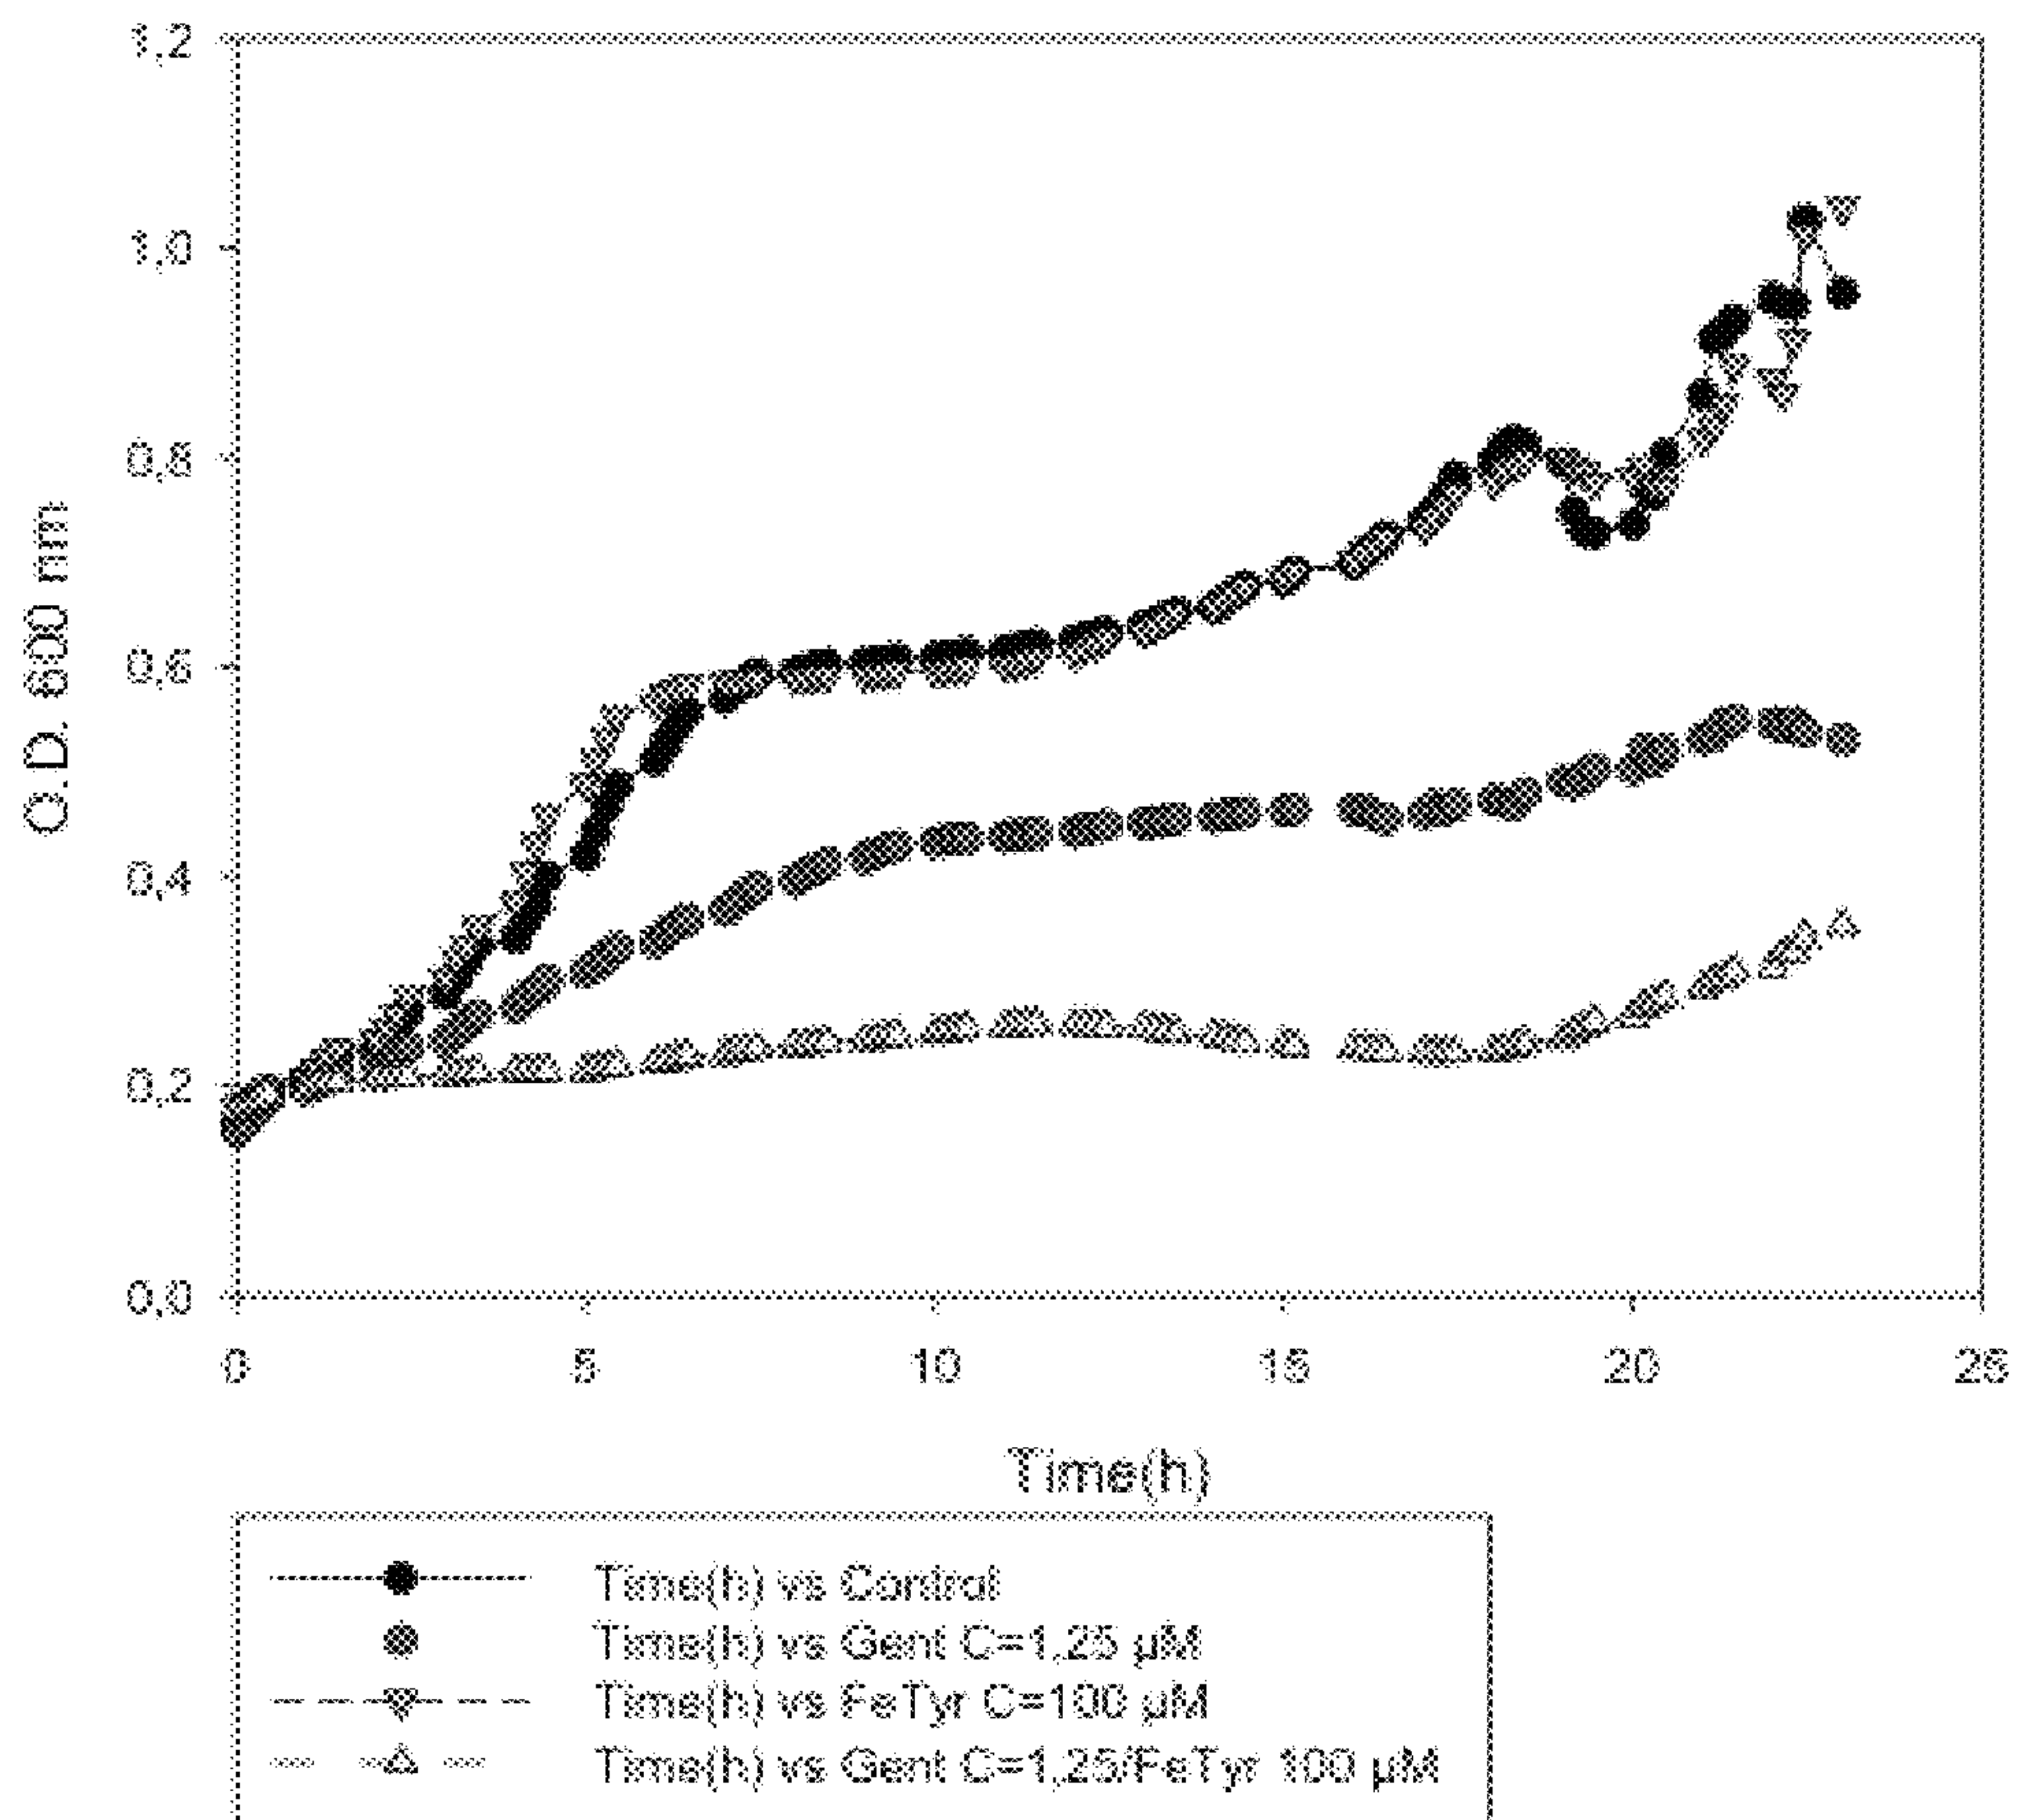 1,2
1,0
0,8
0,6
0,4
0,2
0,0
O.D. 600 nm
0 5 10 15 20 25
Time(h)
Time(h) vs Control
Time(h) vs Gent C=1,25 µM
Time(h) vs FeTyr C=100 µM
Time(h) vs Gent C=1,25/FeTyr 100 µM